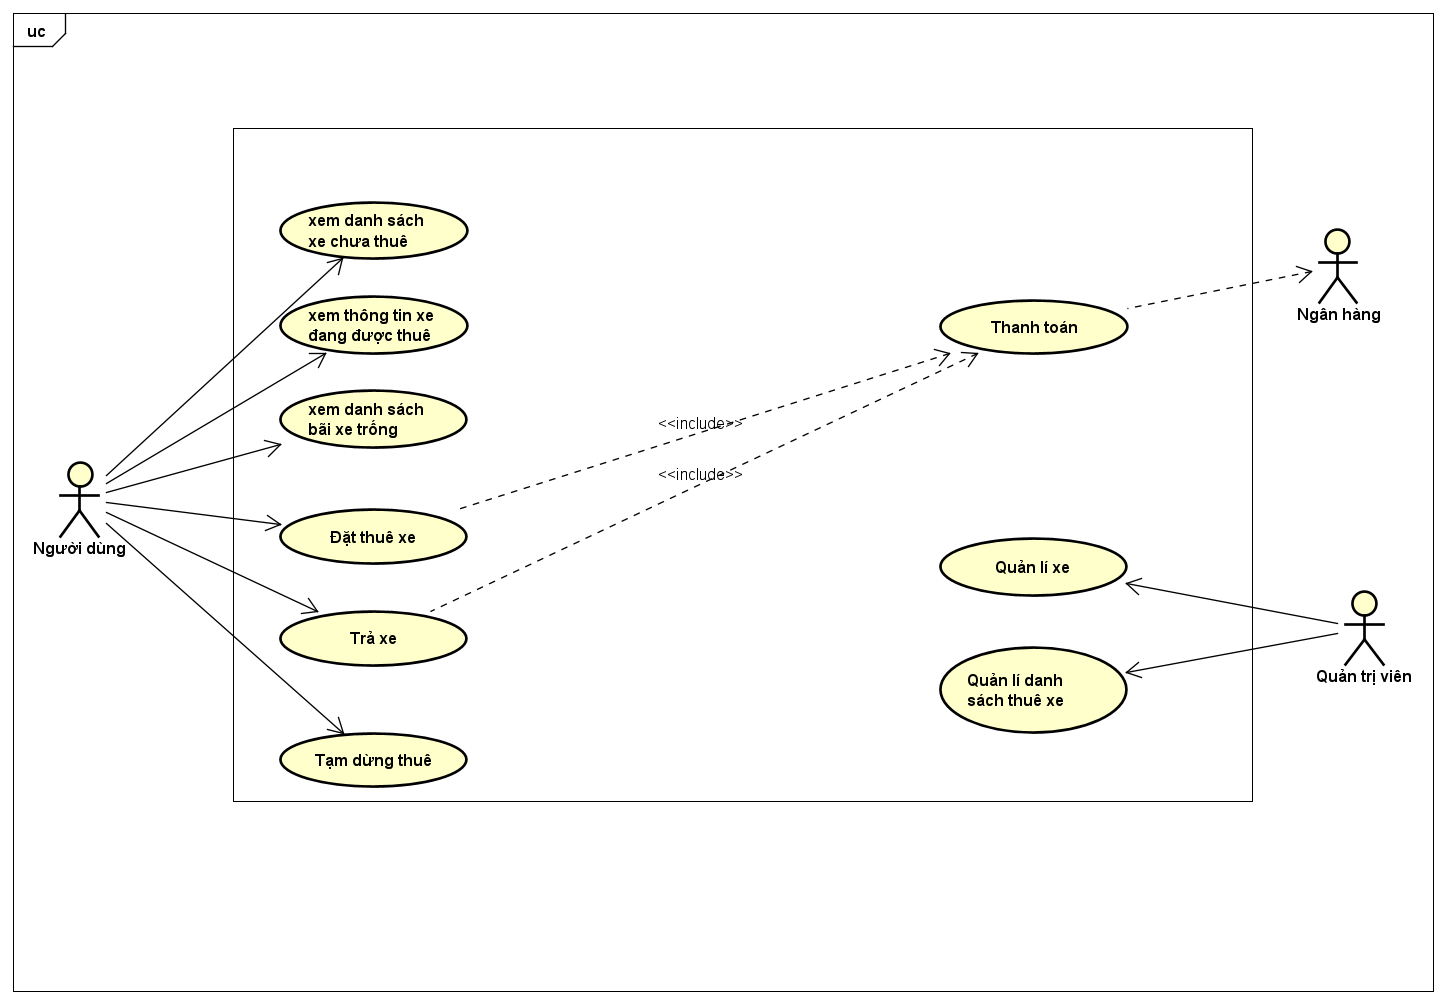 uc
xem danh sách
xe chưa thuê
xem thông tin xe
đang được thuê
xem danh sách
bãi xe trống
Đặt thuê xe
Trả xe
Tạm dừng thuê
Người dùng
<<include>>
<<include>>
Thanh toán
Ngân hàng
Quản lí xe
Quản lí danh
sách thuê xe
Quản trị viên